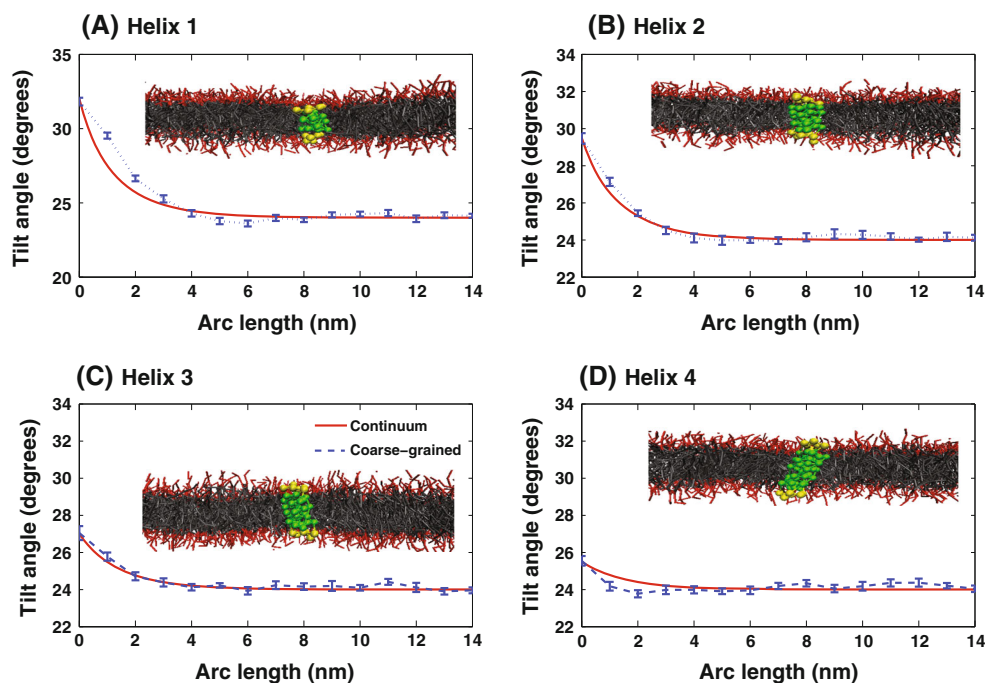 (A) Helix 1
35
30
25
20
0 2 4 6 8 10 12 14
Tilt angle (degrees)
Arc length (nm)
(B) Helix 2
34
32
30
28
26
24
22
0 2 4 6 8 10 12 14
Tilt angle (degrees)
Arc length (nm)
(C) Helix 3
34
32
30
28
26
24
22
0 2 4 6 8 10 12 14
Tilt angle (degrees)
Arc length (nm)
Continuum
Coarse-grained
(D) Helix 4
34
32
30
28
26
24
22
0 2 4 6 8 10 12 14
Tilt angle (degrees)
Arc length (nm)